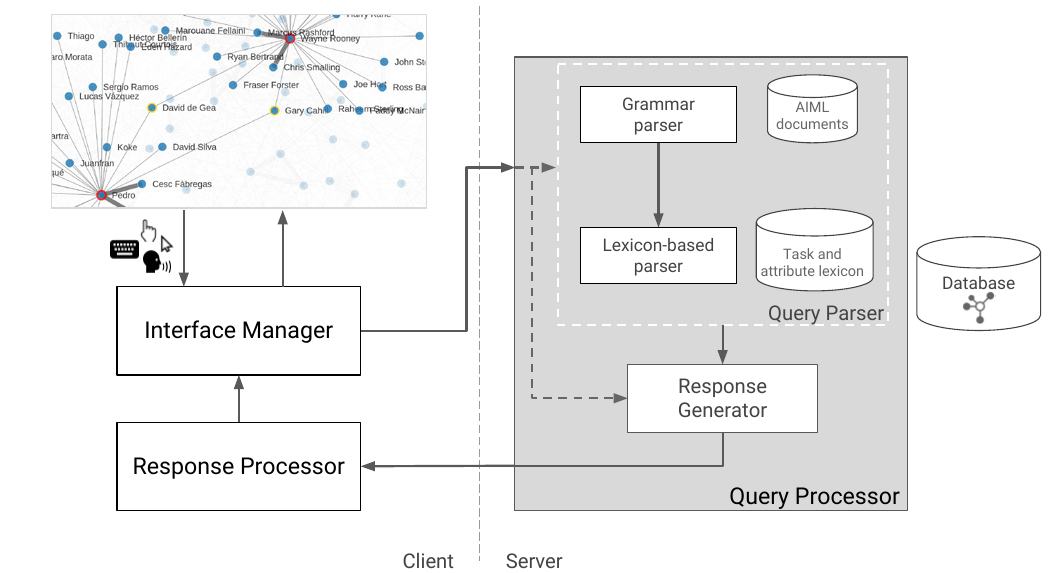 Harry Kane
Marouane Fellaini
Marcus Rashford
Thiago
Héctor Bellerín
Wayne Rooney
Thibaut Courtois
Eden Hazard
aro Morata
Ryan Bertrand
John St
Chris Smalling
Sergio Ramos
Fraser Forster
Joe Hart
Ross Ba
Lucas Vázquez
David de Gea
Gary Cahill
Raheem Sterling
Paddy McNair
artra
Koke
David Silva
Juanfran
qué
Cesc Fàbregas
Pedro
Interface Manager
Response Processor
Client
Server
Grammar
parser
AIML
documents
Lexicon-based
parser
Task and
attribute lexicon
Query Parser
Response
Generator
Query Processor
Database